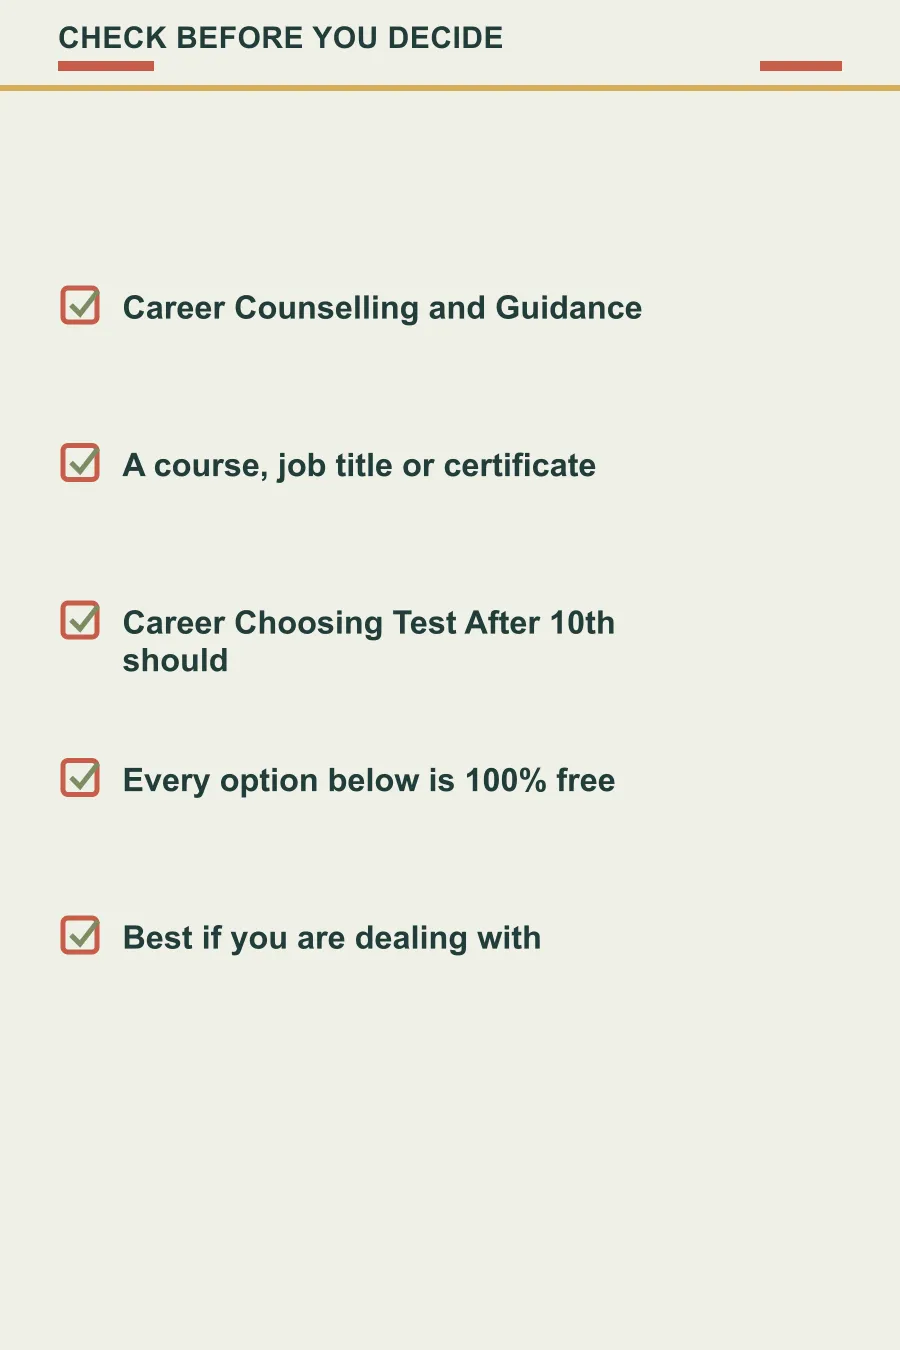 CHECK BEFORE YOU DECIDE
Career Counselling and Guidance
A course, job title or certificate
Career Choosing Test After 10th
should
Every option below is 100% free
Best if you are dealing with